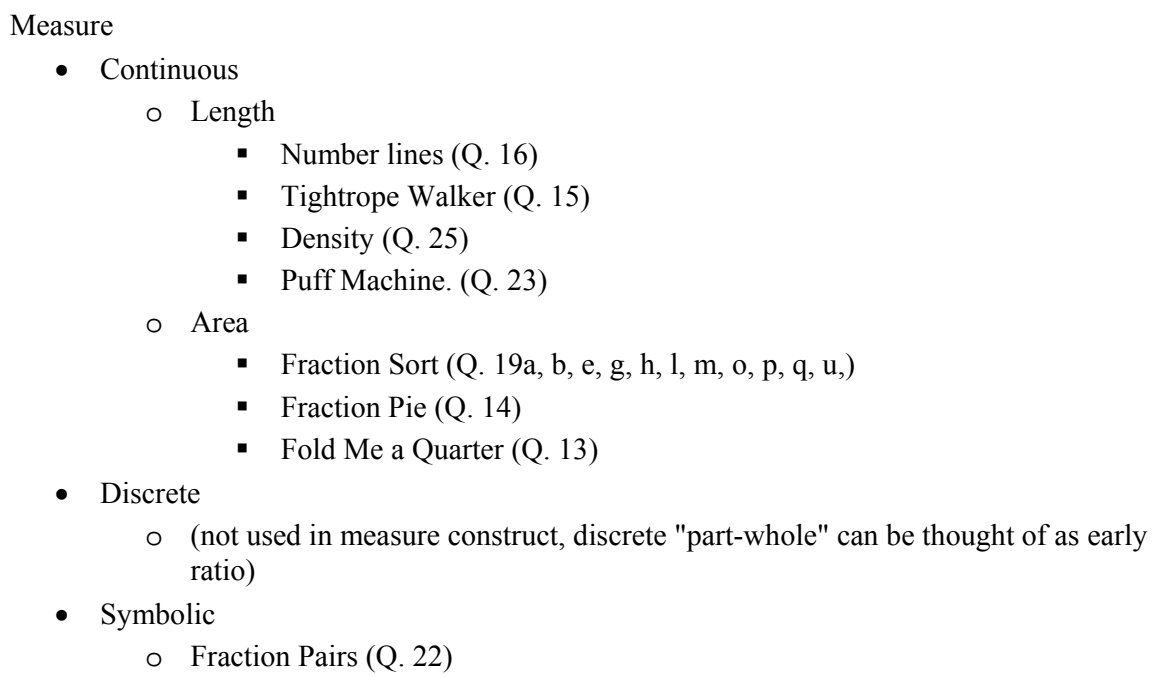 Measure
• Continuous
o Length
▪ Number lines (Q. 16)
▪ Tightrope Walker (Q. 15)
▪ Density (Q. 25)
▪ Puff Machine. (Q. 23)
o Area
▪ Fraction Sort (Q. 19a, b, e, g, h, l, m, o, p, q, u,)
▪ Fraction Pie (Q. 14)
▪ Fold Me a Quarter (Q. 13)
• Discrete
o (not used in measure construct, discrete "part-whole" can be thought of as early
ratio)
• Symbolic
o Fraction Pairs (Q. 22)